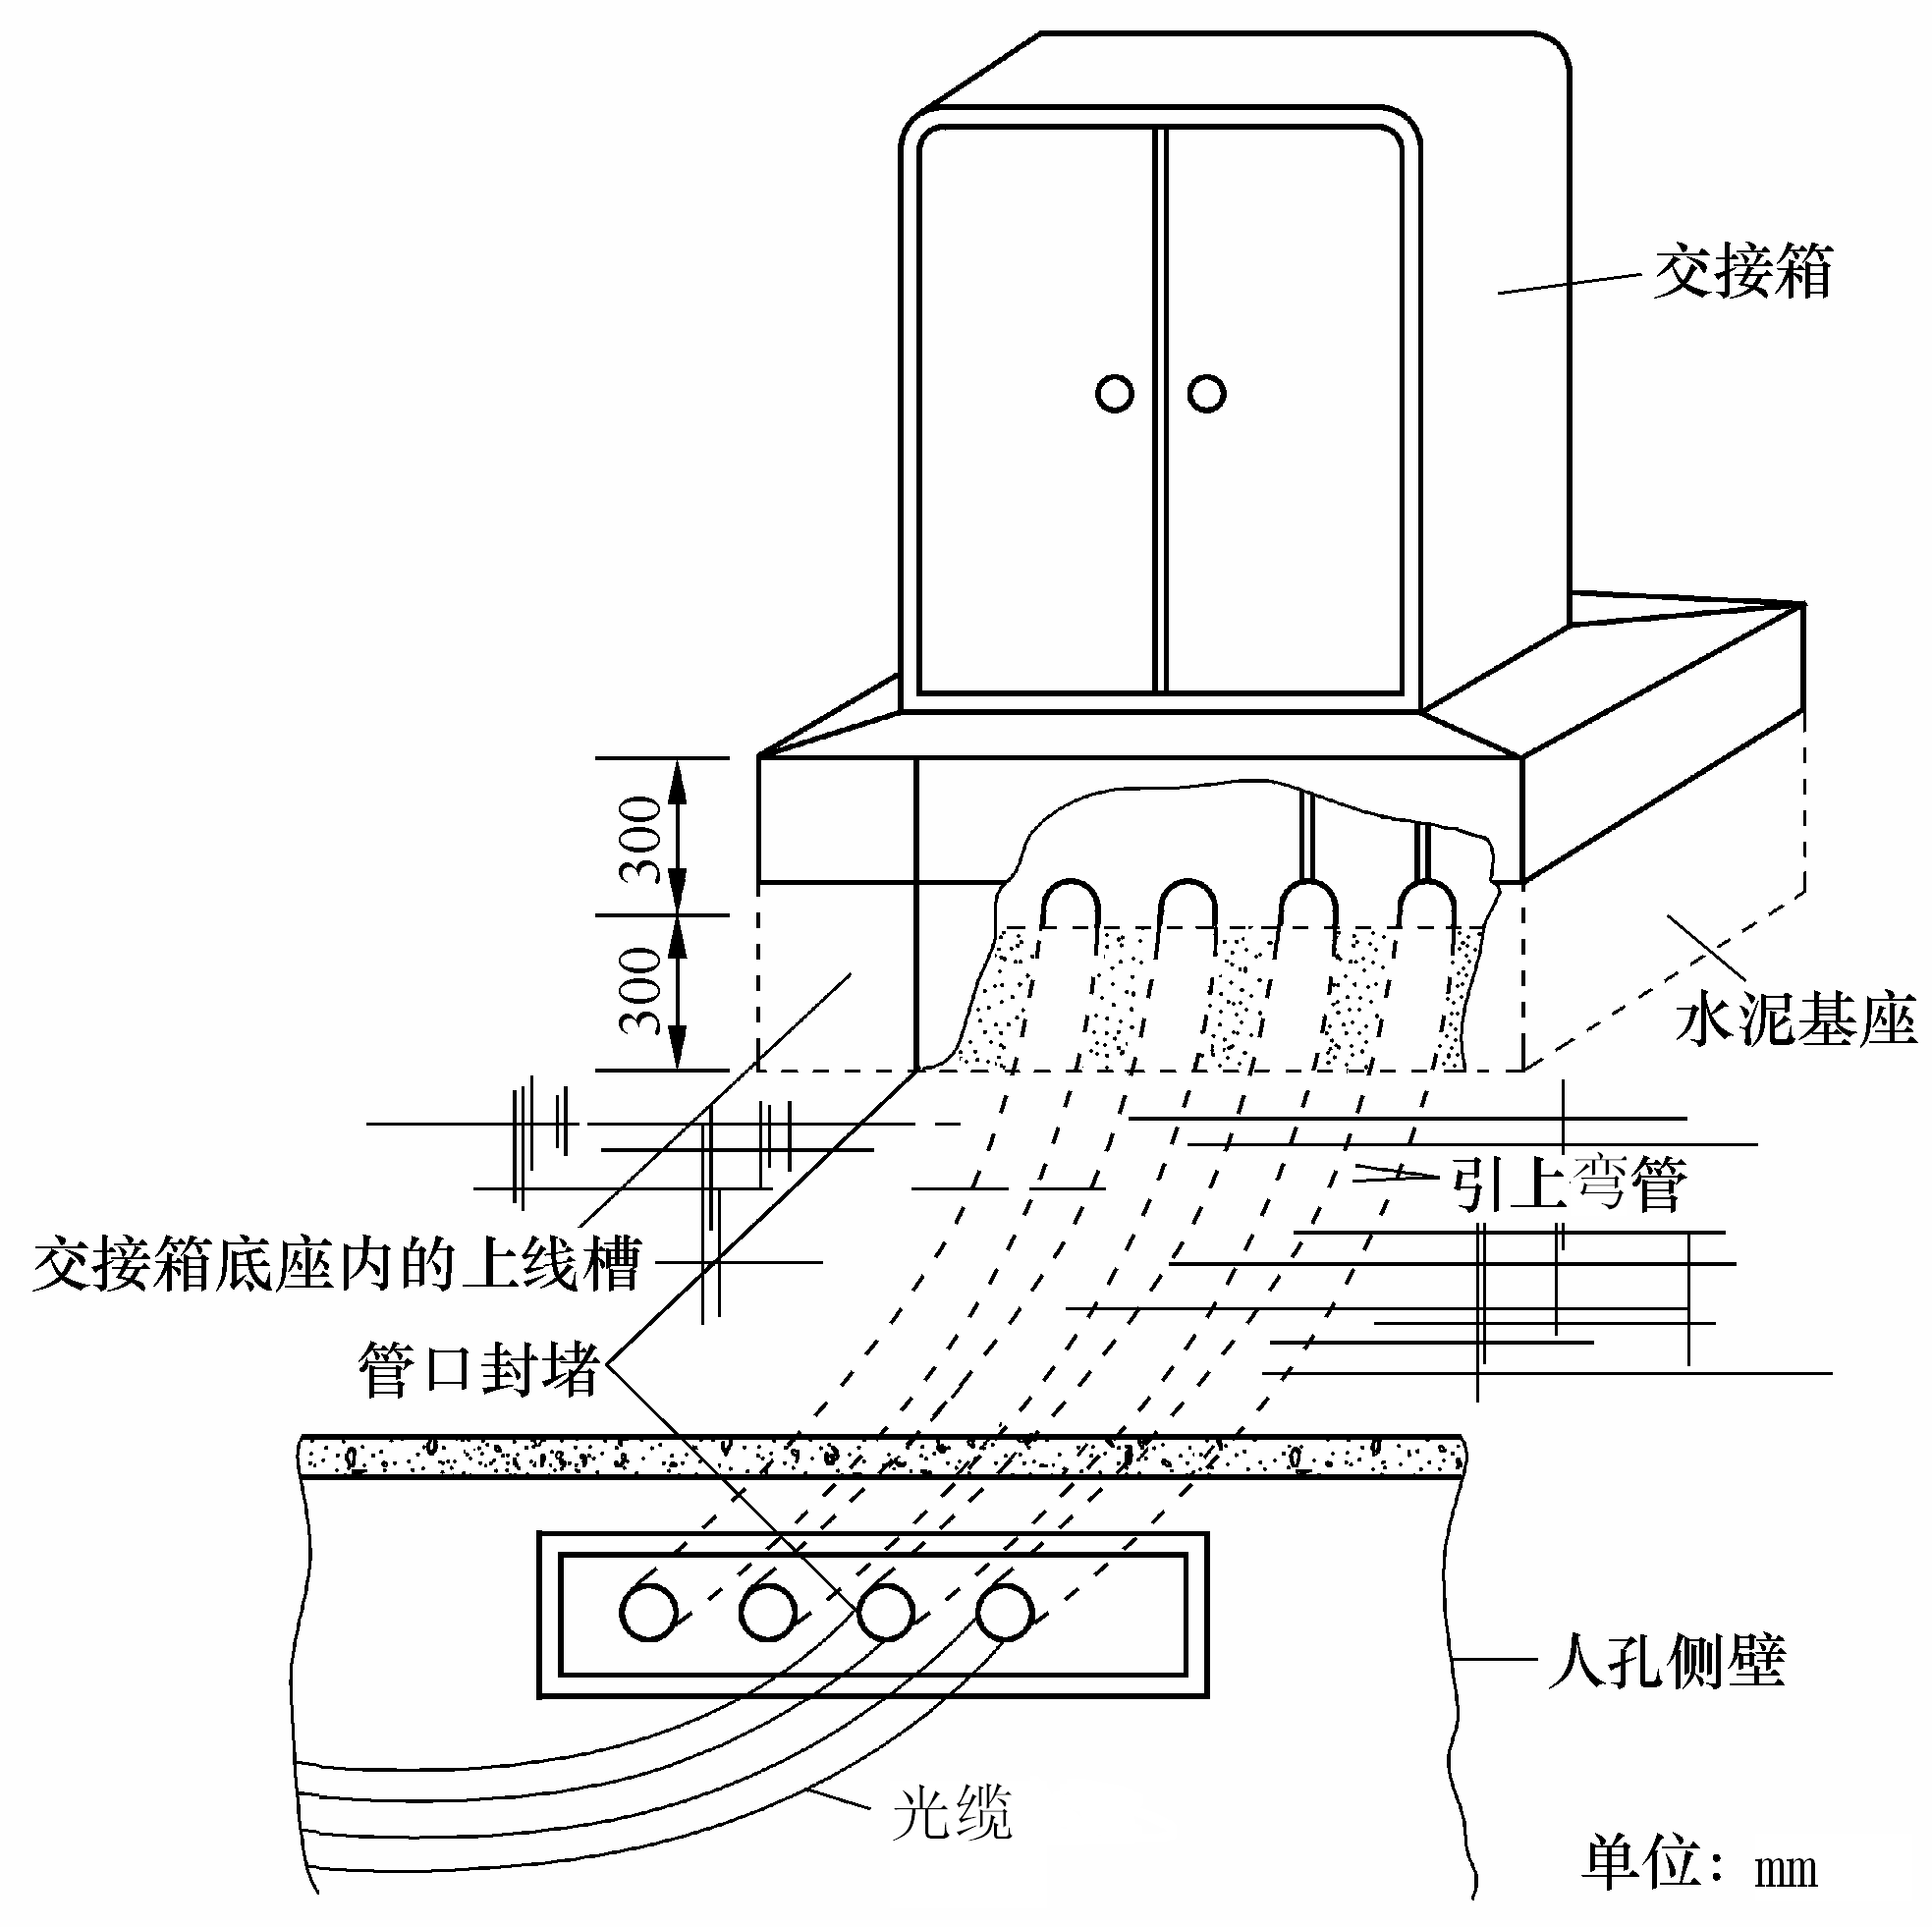 交接箱
300
300
水泥基座
引上弯管
交接箱底座内的上线槽
管口封堵
人孔侧壁
光缆
单位：mm